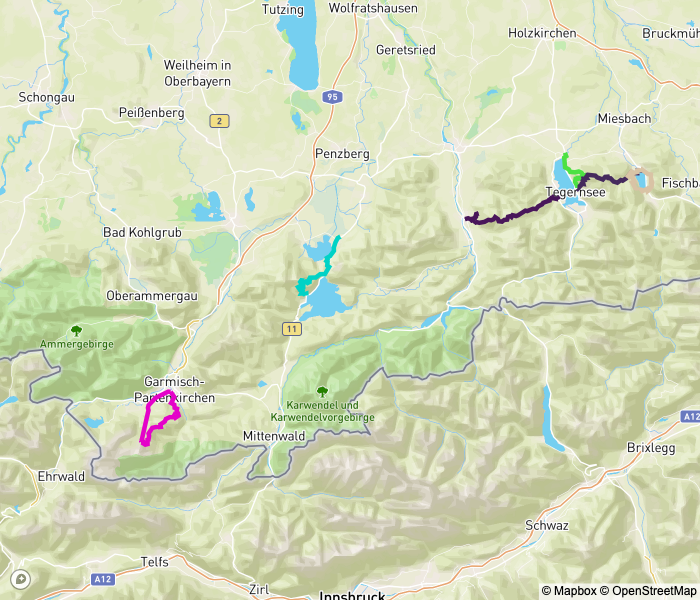 Tutzing
Wolfratshausen
Geretsried
Holzkirchen
Bruckmüh
Weilheim in
Oberbayern
Schongau
Peißenberg
95
2
Miesbach
Penzberg
Fischba
Tegernsee
Bad Kohlgrub
Oberammergau
11
Ammergebirge
Garmisch-
Partenkirchen
Karwendel und
Karwendelvorgebirge
A12
Mittenwald
Brixlegg
Ehrwald
Schwaz
Telfs
A12
Zirl
Innsbruck
© Mapbox © OpenStreetMap